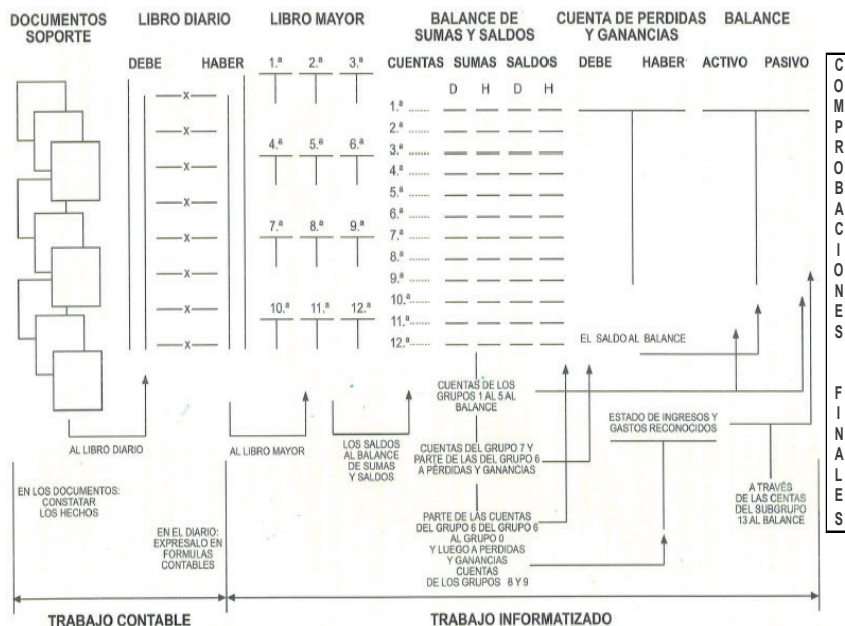 DOCUMENTOS
SOPORTE
LIBRO DIARIO
DEBE HABER
x
x
x
x
x
x
x
x
LIBRO MAYOR
1.ª 2.ª 3.ª
4.ª 5.ª 6.ª
7.ª 8.ª 9.ª
10.ª 11.ª 12.ª
BALANCE DE
SUMAS Y SALDOS
CUENTAS SUMAS SALDOS
D H D H
1.ª ......
2.ª ......
3.ª ......
4.ª ......
5.ª ......
6.ª ......
7.ª ......
8.ª ......
9.ª ......
10.ª ......
11.ª ......
12.ª ......
CUENTA DE PERDIDAS
Y GANANCIAS
DEBE HABER
BALANCE
ACTIVO PASIVO
EL SALDO AL BALANCE
CUENTAS DE LOS
GRUPOS 1 AL 5 AL
BALANCE
ESTADO DE INGRESOS Y
GASTOS RECONOCIDOS
AL LIBRO DIARIO
AL LIBRO MAYOR
LOS SALDOS
AL BALANCE
DE SUMAS
Y SALDOS
CUENTAS DEL GRUPO 7 Y
PARTE DE LAS DEL GRUPO 6
A PÉRDIDAS Y GANANCIAS
EN LOS DOCUMENTOS:
CONSTATAR
LOS HECHOS
EN EL DIARIO:
EXPRESALO EN
FORMULAS
CONTABLES
PARTE DE LAS CUENTAS
DEL GRUPO 6 DEL GRUPO 6
AL GRUPO 0
Y LUEGO A PERDIDAS
Y GANANCIAS
CUENTAS
DE LOS GRUPOS 8 Y 9
A TRAVÉS
DE LAS CENTAS
DEL SUBGRUPO
13 AL BALANCE
TRABAJO CONTABLE
TRABAJO INFORMATIZADO
COMPROBACIONES FINALES